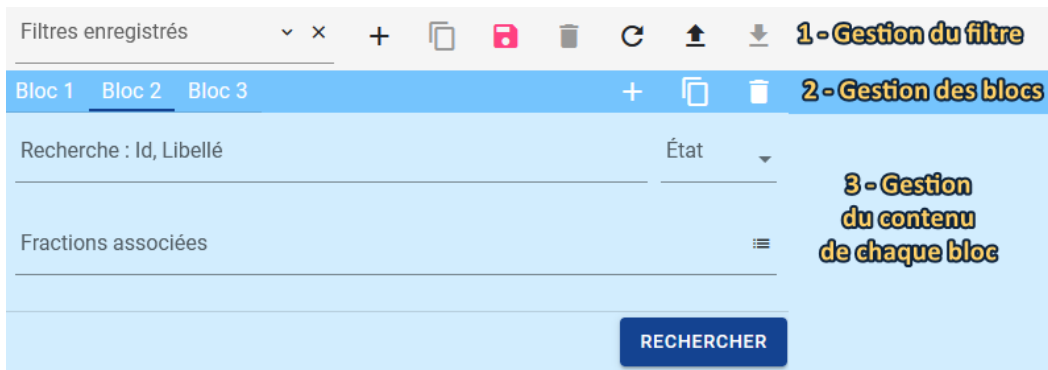 Filtres enregistrés
1 - Gestion du filtre
Bloc 1 Bloc 2 Bloc 3
2 - Gestion des blocs
Recherche : Id, Libellé
État
3 - Gestion
du contenu
de chaque bloc
Fractions associées
RECHERCHER